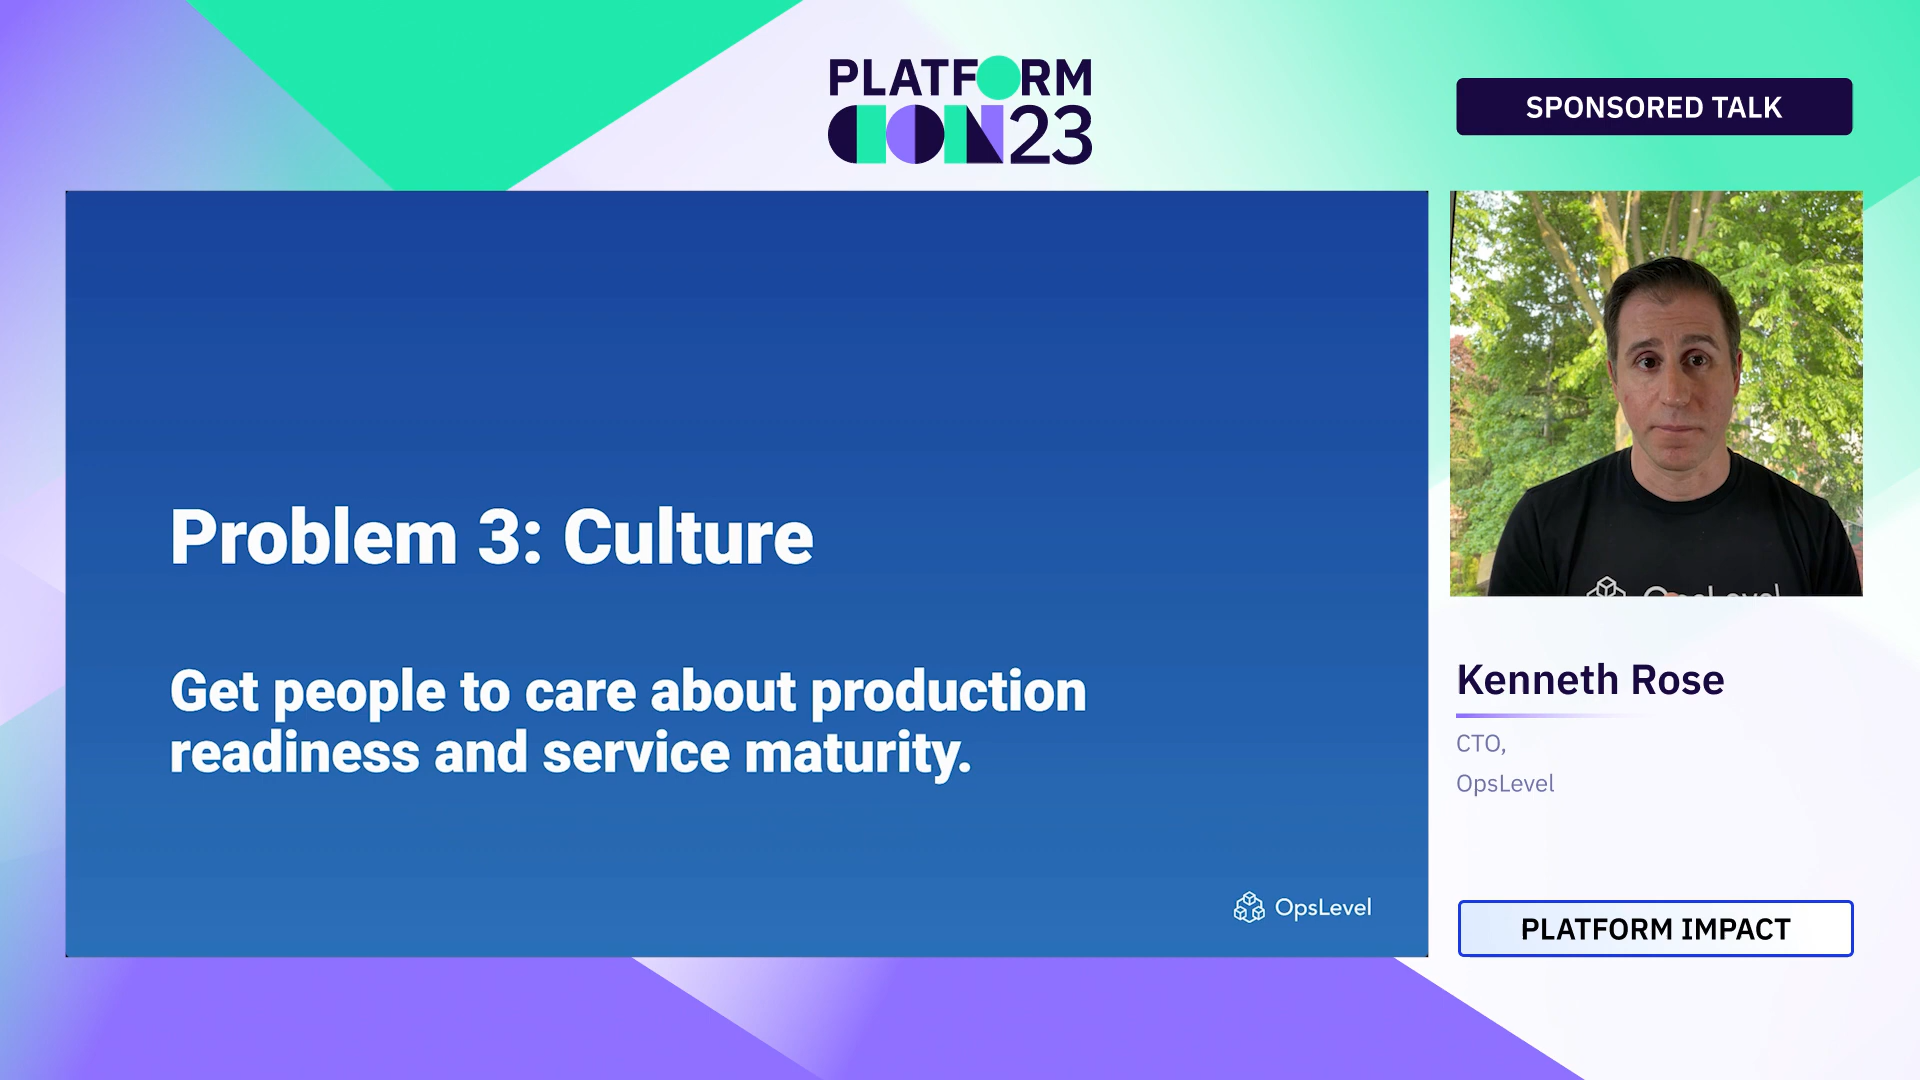 PLATFORM
CON23
SPONSORED TALK
Problem 3: Culture
Get people to care about production
readiness and service maturity.
OpsLevel
OpsLevel
Kenneth Rose
CTO,
OpsLevel
PLATFORM IMPACT